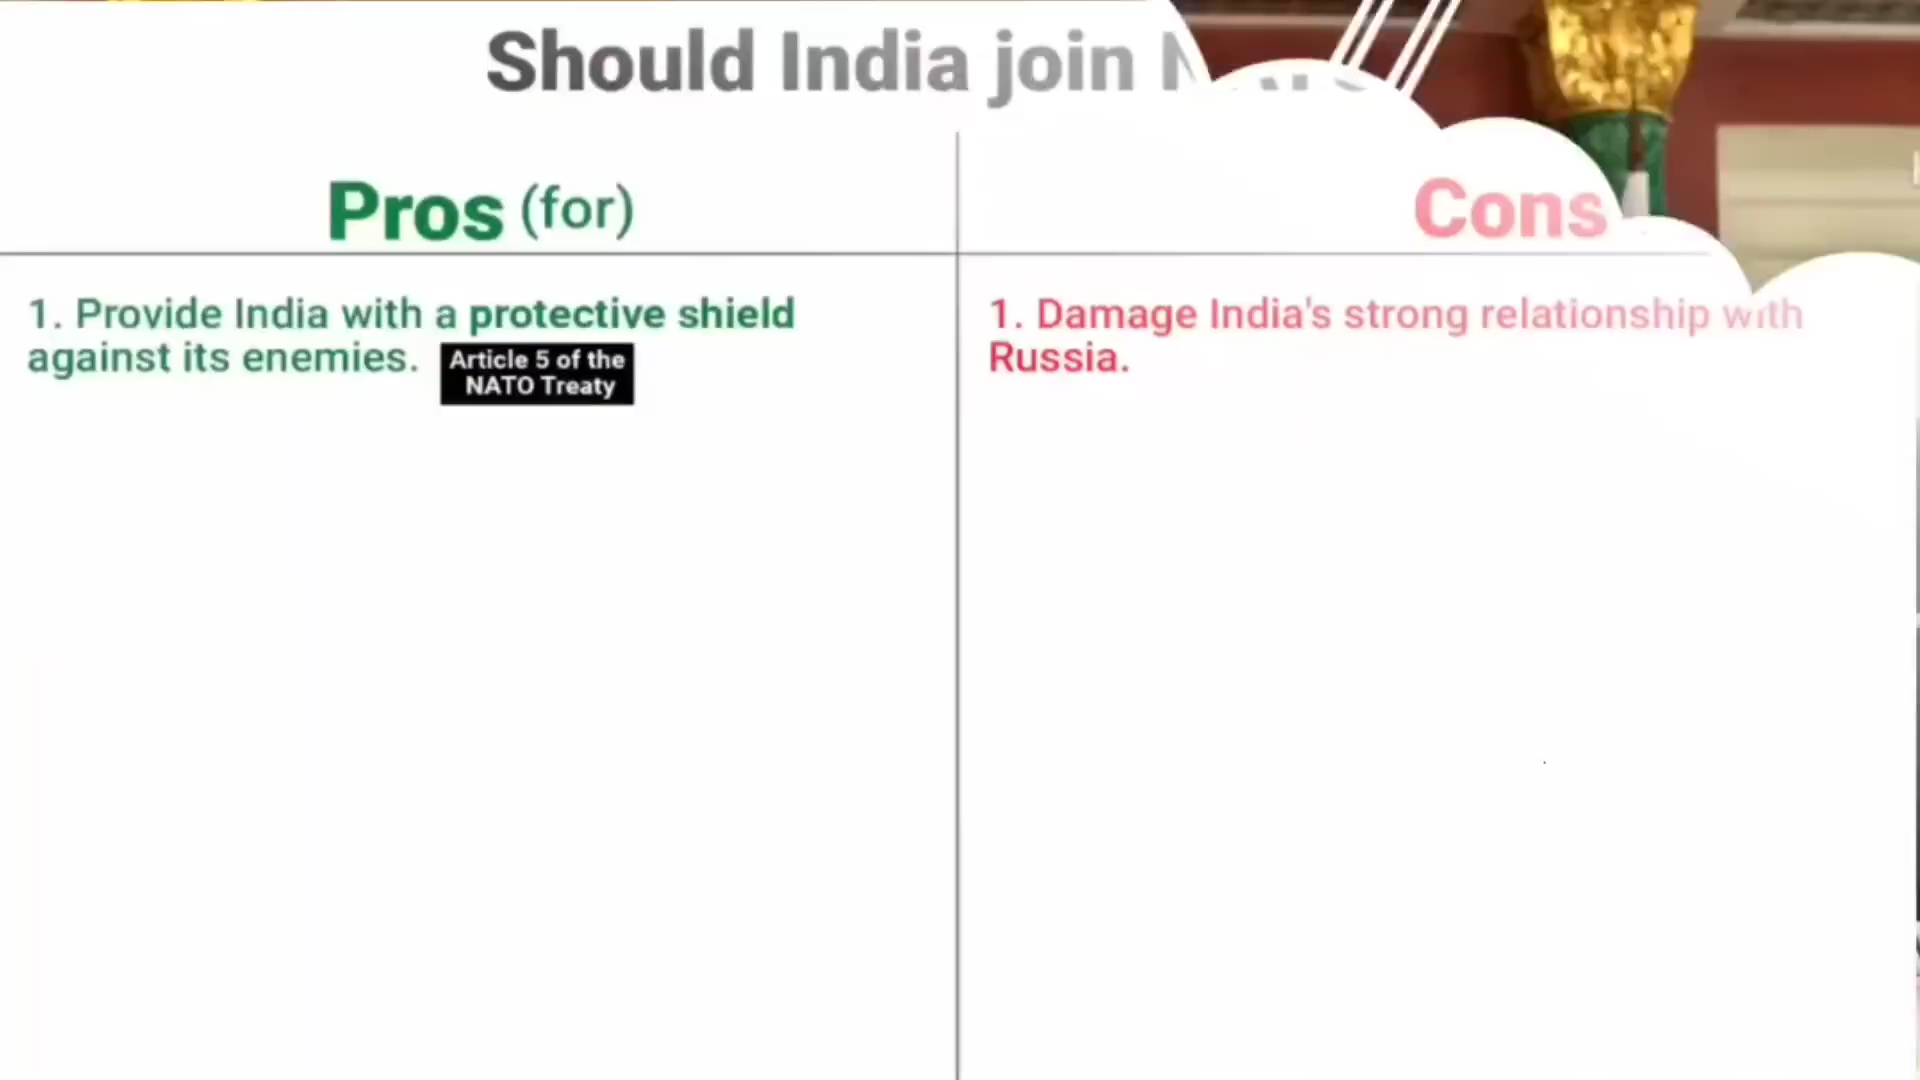 Should India join
Pros (for)
Cons
1. Provide India with a protective shield
against its enemies.
Article 5 of the
NATO Treaty
1. Damage India's strong relationship with
Russia.